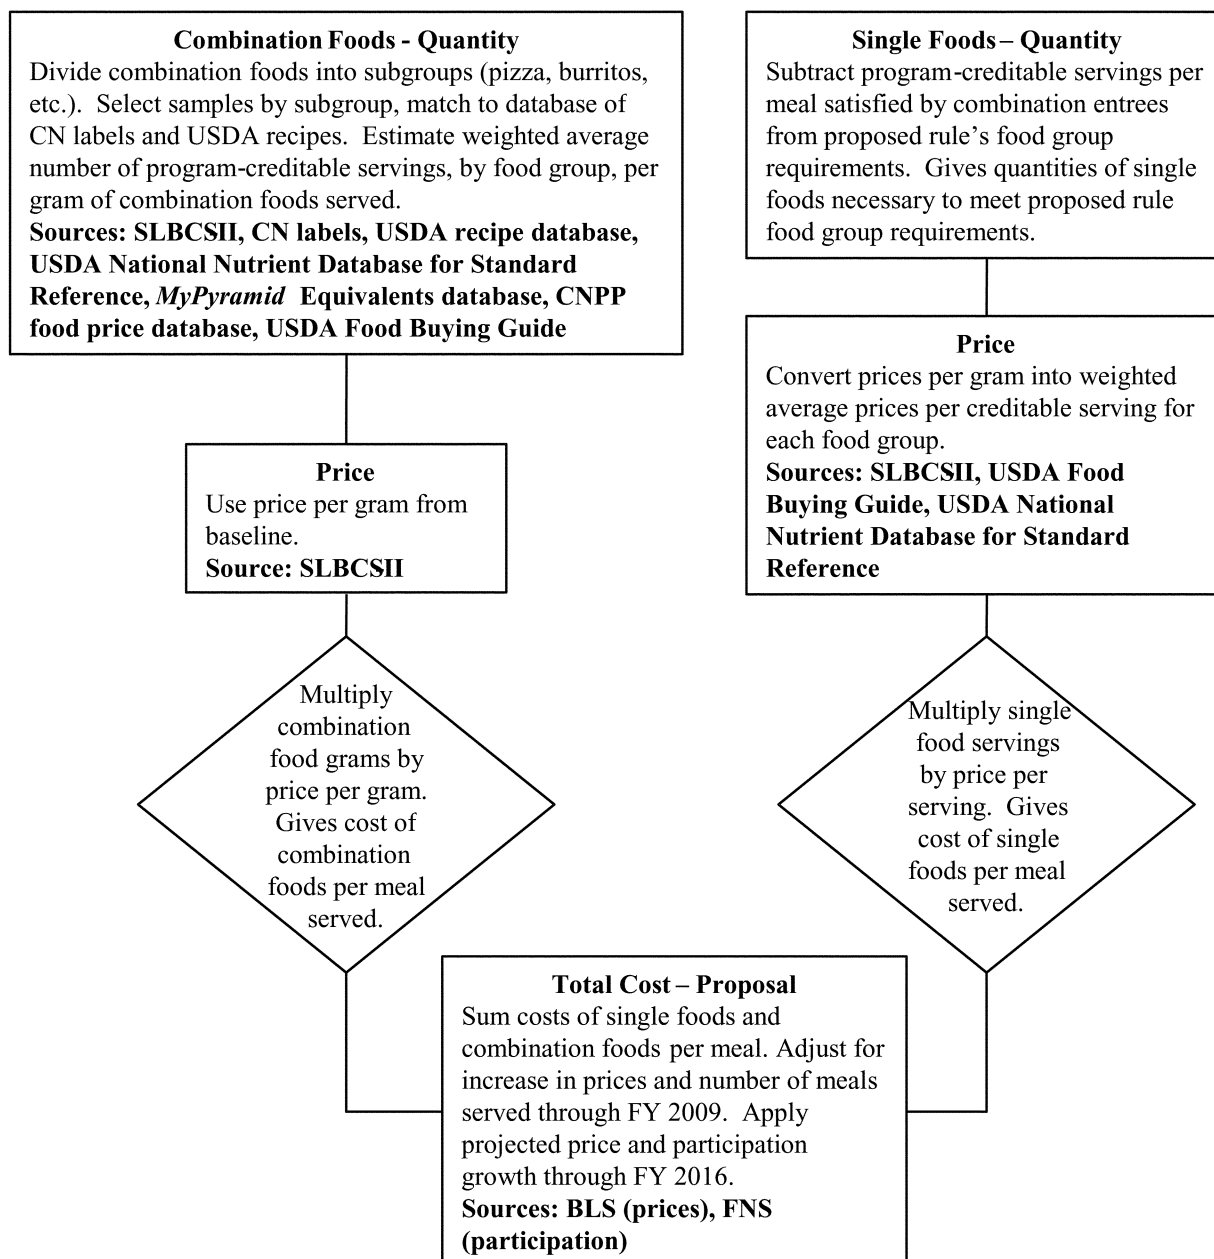 Combination Foods - Quantity
Divide combination foods into subgroups (pizza, burritos,
etc.).  Select samples by subgroup, match to database of
CN labels and USDA recipes.  Estimate weighted average
number of program-creditable servings, by food group, per
gram of combination foods served.
Sources: SLBCSII, CN labels, USDA recipe database,
USDA National Nutrient Database for Standard
Reference, MyPyramid  Equivalents database, CNPP
food price database, USDA Food Buying Guide
Price
Use price per gram from
baseline.
Source: SLBCSII
Multiply
combination
food grams by
price per gram.
Gives cost of
combination
foods per meal
served.
Single Foods – Quantity
Subtract program-creditable servings per
meal satisfied by combination entrees
from proposed rule’s food group
requirements.  Gives quantities of single
foods necessary to meet proposed rule
food group requirements.
Price
Convert prices per gram into weighted
average prices per creditable serving for
each food group.
Sources: SLBCSII, USDA Food
Buying Guide, USDA National
Nutrient Database for Standard
Reference
Multiply single
food servings
by price per
serving.  Gives
cost of single
foods per meal
served.
Total Cost – Proposal
Sum costs of single foods and
combination foods per meal. Adjust for
increase in prices and number of meals
served through FY 2009.  Apply
projected price and participation
growth through FY 2016.
Sources: BLS (prices), FNS
(participation)